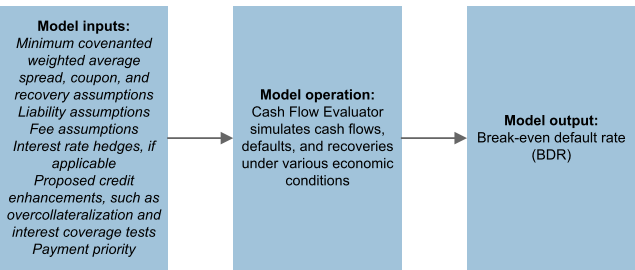 Model inputs:
Minimum covenanted
weighted average
spread, coupon, and
recovery assumptions
Liability assumptions
Fee assumptions
Interest rate hedges, if
applicable
Proposed credit
enhancements, such as
overcollateralization and
interest coverage tests
Payment priority
Model operation:
Cash Flow Evaluator
simulates cash flows,
defaults, and recoveries
under various economic
conditions
Model output:
Break-even default rate
(BDR)